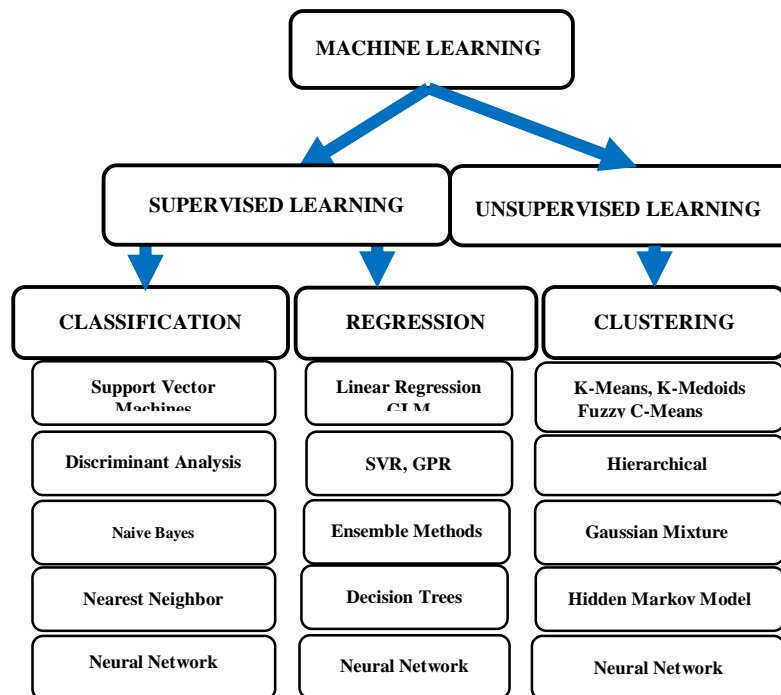 MACHINE LEARNING
SUPERVISED LEARNING
UNSUPERVISED LEARNING
CLASSIFICATION
REGRESSION
CLUSTERING
Support Vector
Machines
Linear Regression
GLM
K-Means, K-Medoids
Fuzzy C-Means
Discriminant Analysis
SVR, GPR
Hierarchical
Naive Bayes
Ensemble Methods
Gaussian Mixture
Nearest Neighbor
Decision Trees
Hidden Markov Model
Neural Network
Neural Network
Neural Network